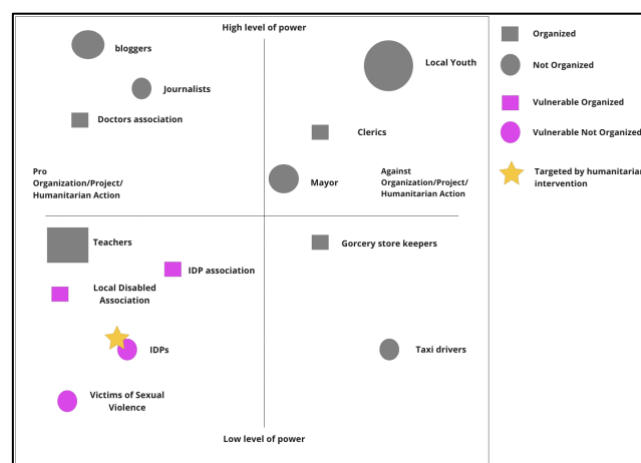 High level of power
bloggers
Local Youth
Journalists
Doctors association
Clerics
Pro
Organization/Project/
Humanitarian Action
Mayor
Against
Organization/Project/
Humanitarian Action
Teachers
Gorcery store keepers
IDP association
Local Disabled
Association
IDPs
Taxi drivers
Victims of Sexual
Violence
Low level of power
Organized
Not Organized
Vulnerable Organized
Vulnerable Not Organized
Targeted by humanitarian
intervention